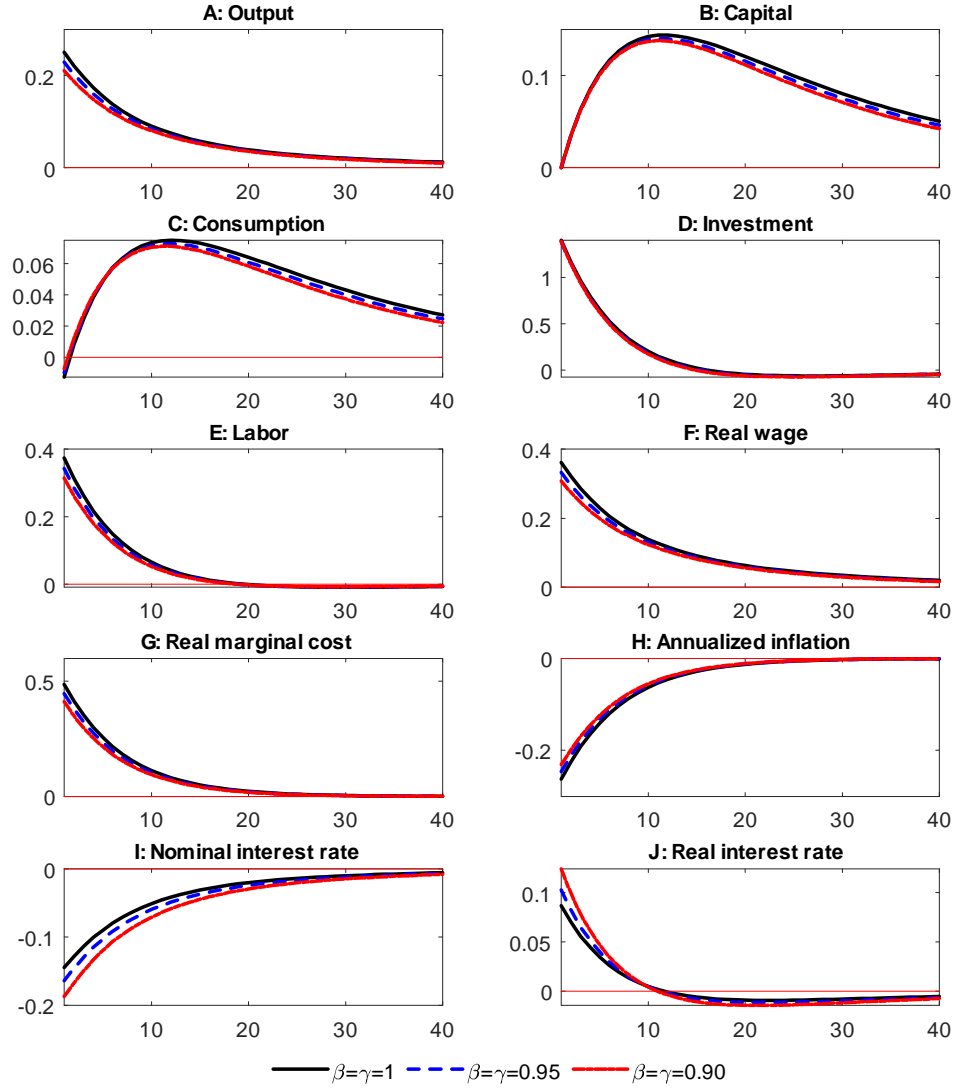 A: Output
0.2
0
10 20 30 40
B: Capital
0.1
0
10 20 30 40
C: Consumption
0.06
0.04
0.02
0
10 20 30 40
D: Investment
1
0.5
0
10 20 30 40
E: Labor
0.4
0.2
0
10 20 30 40
F: Real wage
0.4
0.2
0
10 20 30 40
G: Real marginal cost
0.5
0
10 20 30 40
H: Annualized inflation
0
-0.2
10 20 30 40
I: Nominal interest rate
0
-0.1
-0.2
10 20 30 40
J: Real interest rate
0.1
0.05
0
10 20 30 40
β=γ=1 β=γ=0.95 β=γ=0.90